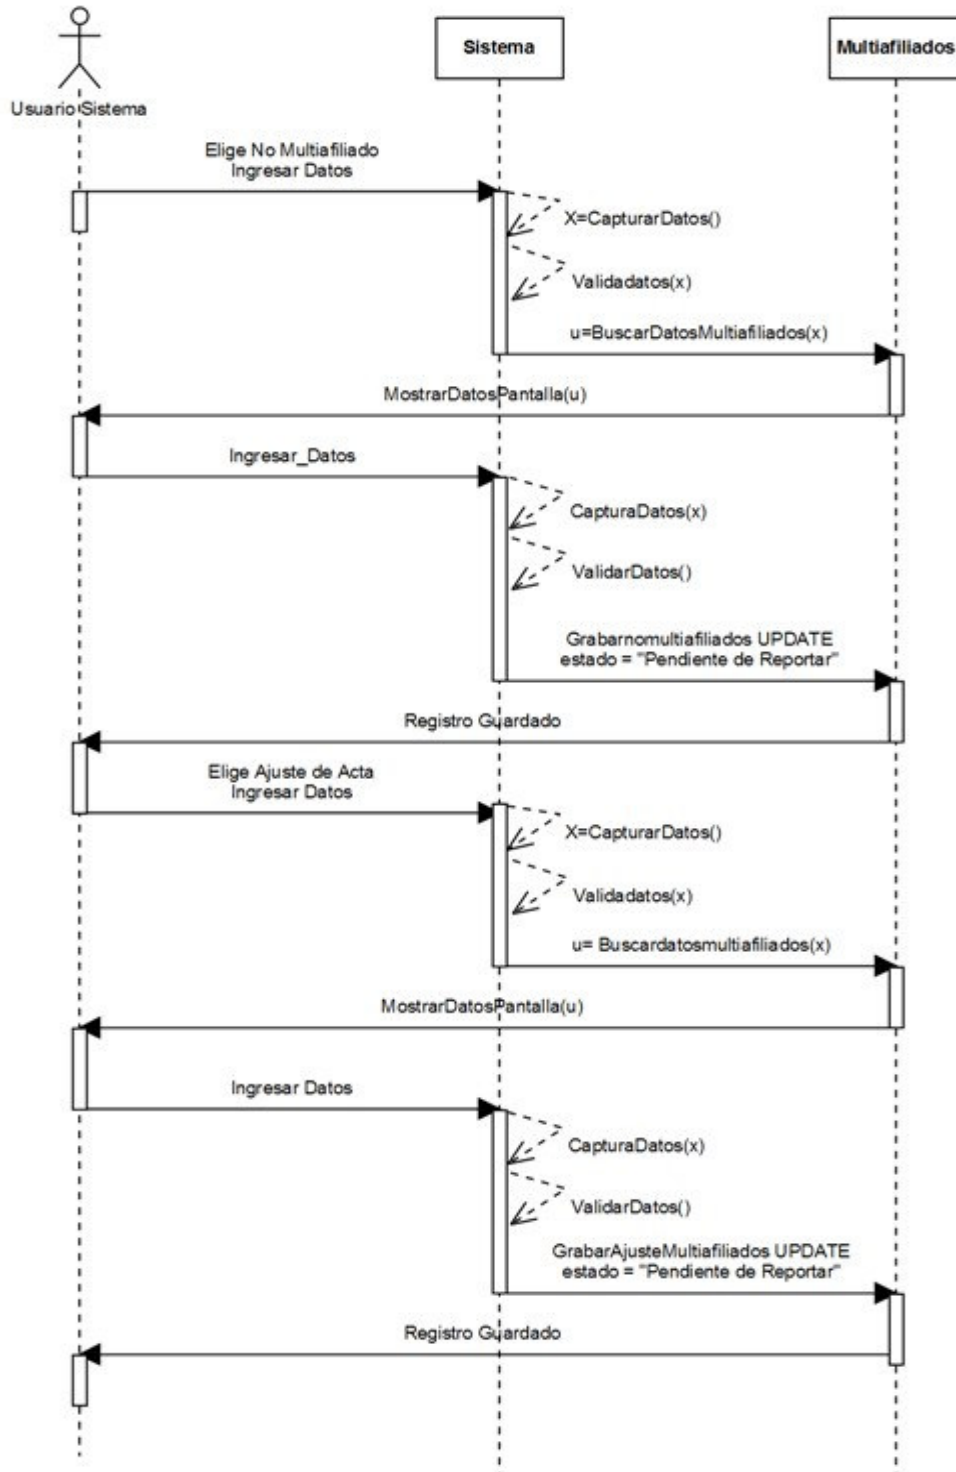 Sistema
Multiafiliados
Usuario Sistema
Elige No Multiafiliado
Ingresar Datos
X=CapturarDatos()
Validadatos(x)
u=BuscarDatosMultiafiliados(x)
MostrarDatosPantalla(u)
Ingresar_Datos
CapturaDatos(x)
ValidarDatos()
Grabarnomultiafiliados UPDATE
estado = "Pendiente de Reportar"
Registro Guardado
Elige Ajuste de Acta
Ingresar Datos
X=CapturarDatos()
Validadatos(x)
u= Buscardatosmultiafiliados(x)
MostrarDatosPantalla(u)
Ingresar Datos
CapturaDatos(x)
ValidarDatos()
GrabarAjusteMultiafiliados UPDATE
estado = "Pendiente de Reportar"
Registro Guardado